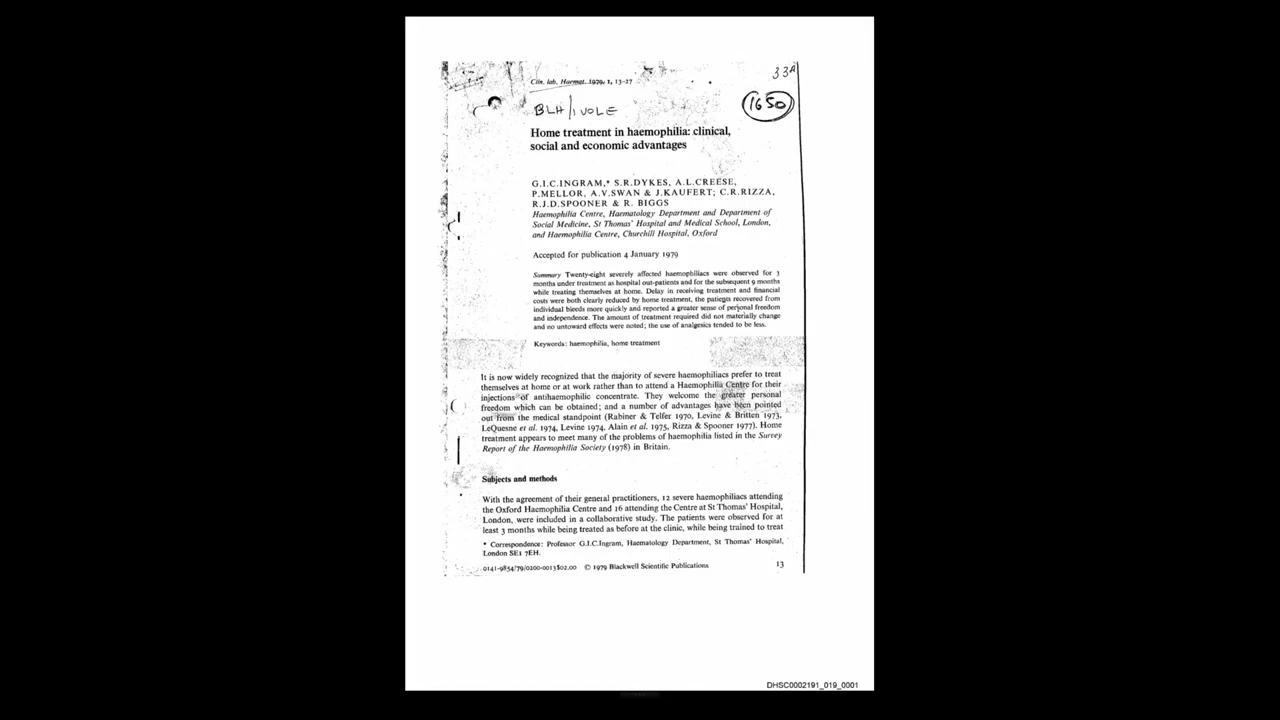 Clin. lab. Haemat. 1979, 1, 13-27
33A
1650
Home treatment in haemophilia: clinical,
social and economic advantages
G.I.C.INGRAM,* S.R.DYKES, A.L.CREESE,
P.MELLOR, A.V.SWAN & J.KAUFERT; C.R.RIZZA,
R.J.D.SPOONER & R. BIGGS
Haemophilia Centre, Haematology Department and Department of
Social Medicine, St Thomas' Hospital and Medical School, London,
and Haemophilia Centre, Churchill Hospital, Oxford
Accepted for publication 4 January 1979
Summary Twenty-eight severely affected haemophiliacs were observed for 3
months under treatment as hospital out-patients and for the subsequent 9 months
while treating themselves at home. Delay in receiving treatment and financial
costs were both clearly reduced by home treatment, the patients recovered from
individual bleeds more quickly and reported a greater sense of personal freedom
and independence. The amount of treatment required did not materially change
and no untoward effects were noted; the use of analgesics tended to be less.
Keywords: haemophilia, home treatment
It is now widely recognized that the majority of severe haemophiliacs prefer to treat
themselves at home or at work rather than to attend a Haemophilia Centre for their
injections of antihaemophilic concentrate. They welcome the greater personal
freedom which can be obtained; and a number of advantages have been pointed
out from the medical standpoint (Rabiner & Telfer 1970, Levine & Britten 1973,
LeQuesne et al. 1974, Levine 1974, Alain et al. 1975, Rizza & Spooner 1977). Home
treatment appears to meet many of the problems of haemophilia listed in the Survey
Report of the Haemophilia Society (1978) in Britain.
Subjects and methods
With the agreement of their general practitioners, 12 severe haemophiliacs attending
the Oxford Haemophilia Centre and 16 attending the Centre at St Thomas' Hospital,
London, were included in a collaborative study. The patients were observed for at
least 3 months while being treated as before at the clinic, while being trained to treat
* Correspondence: Professor G.I.C.Ingram, Haematology Department, St Thomas' Hospital,
London SE1 7EH.
0141-9854/79/0200-0013$02.00 © 1979 Blackwell Scientific Publications
13
DHSC0002191_019_0001